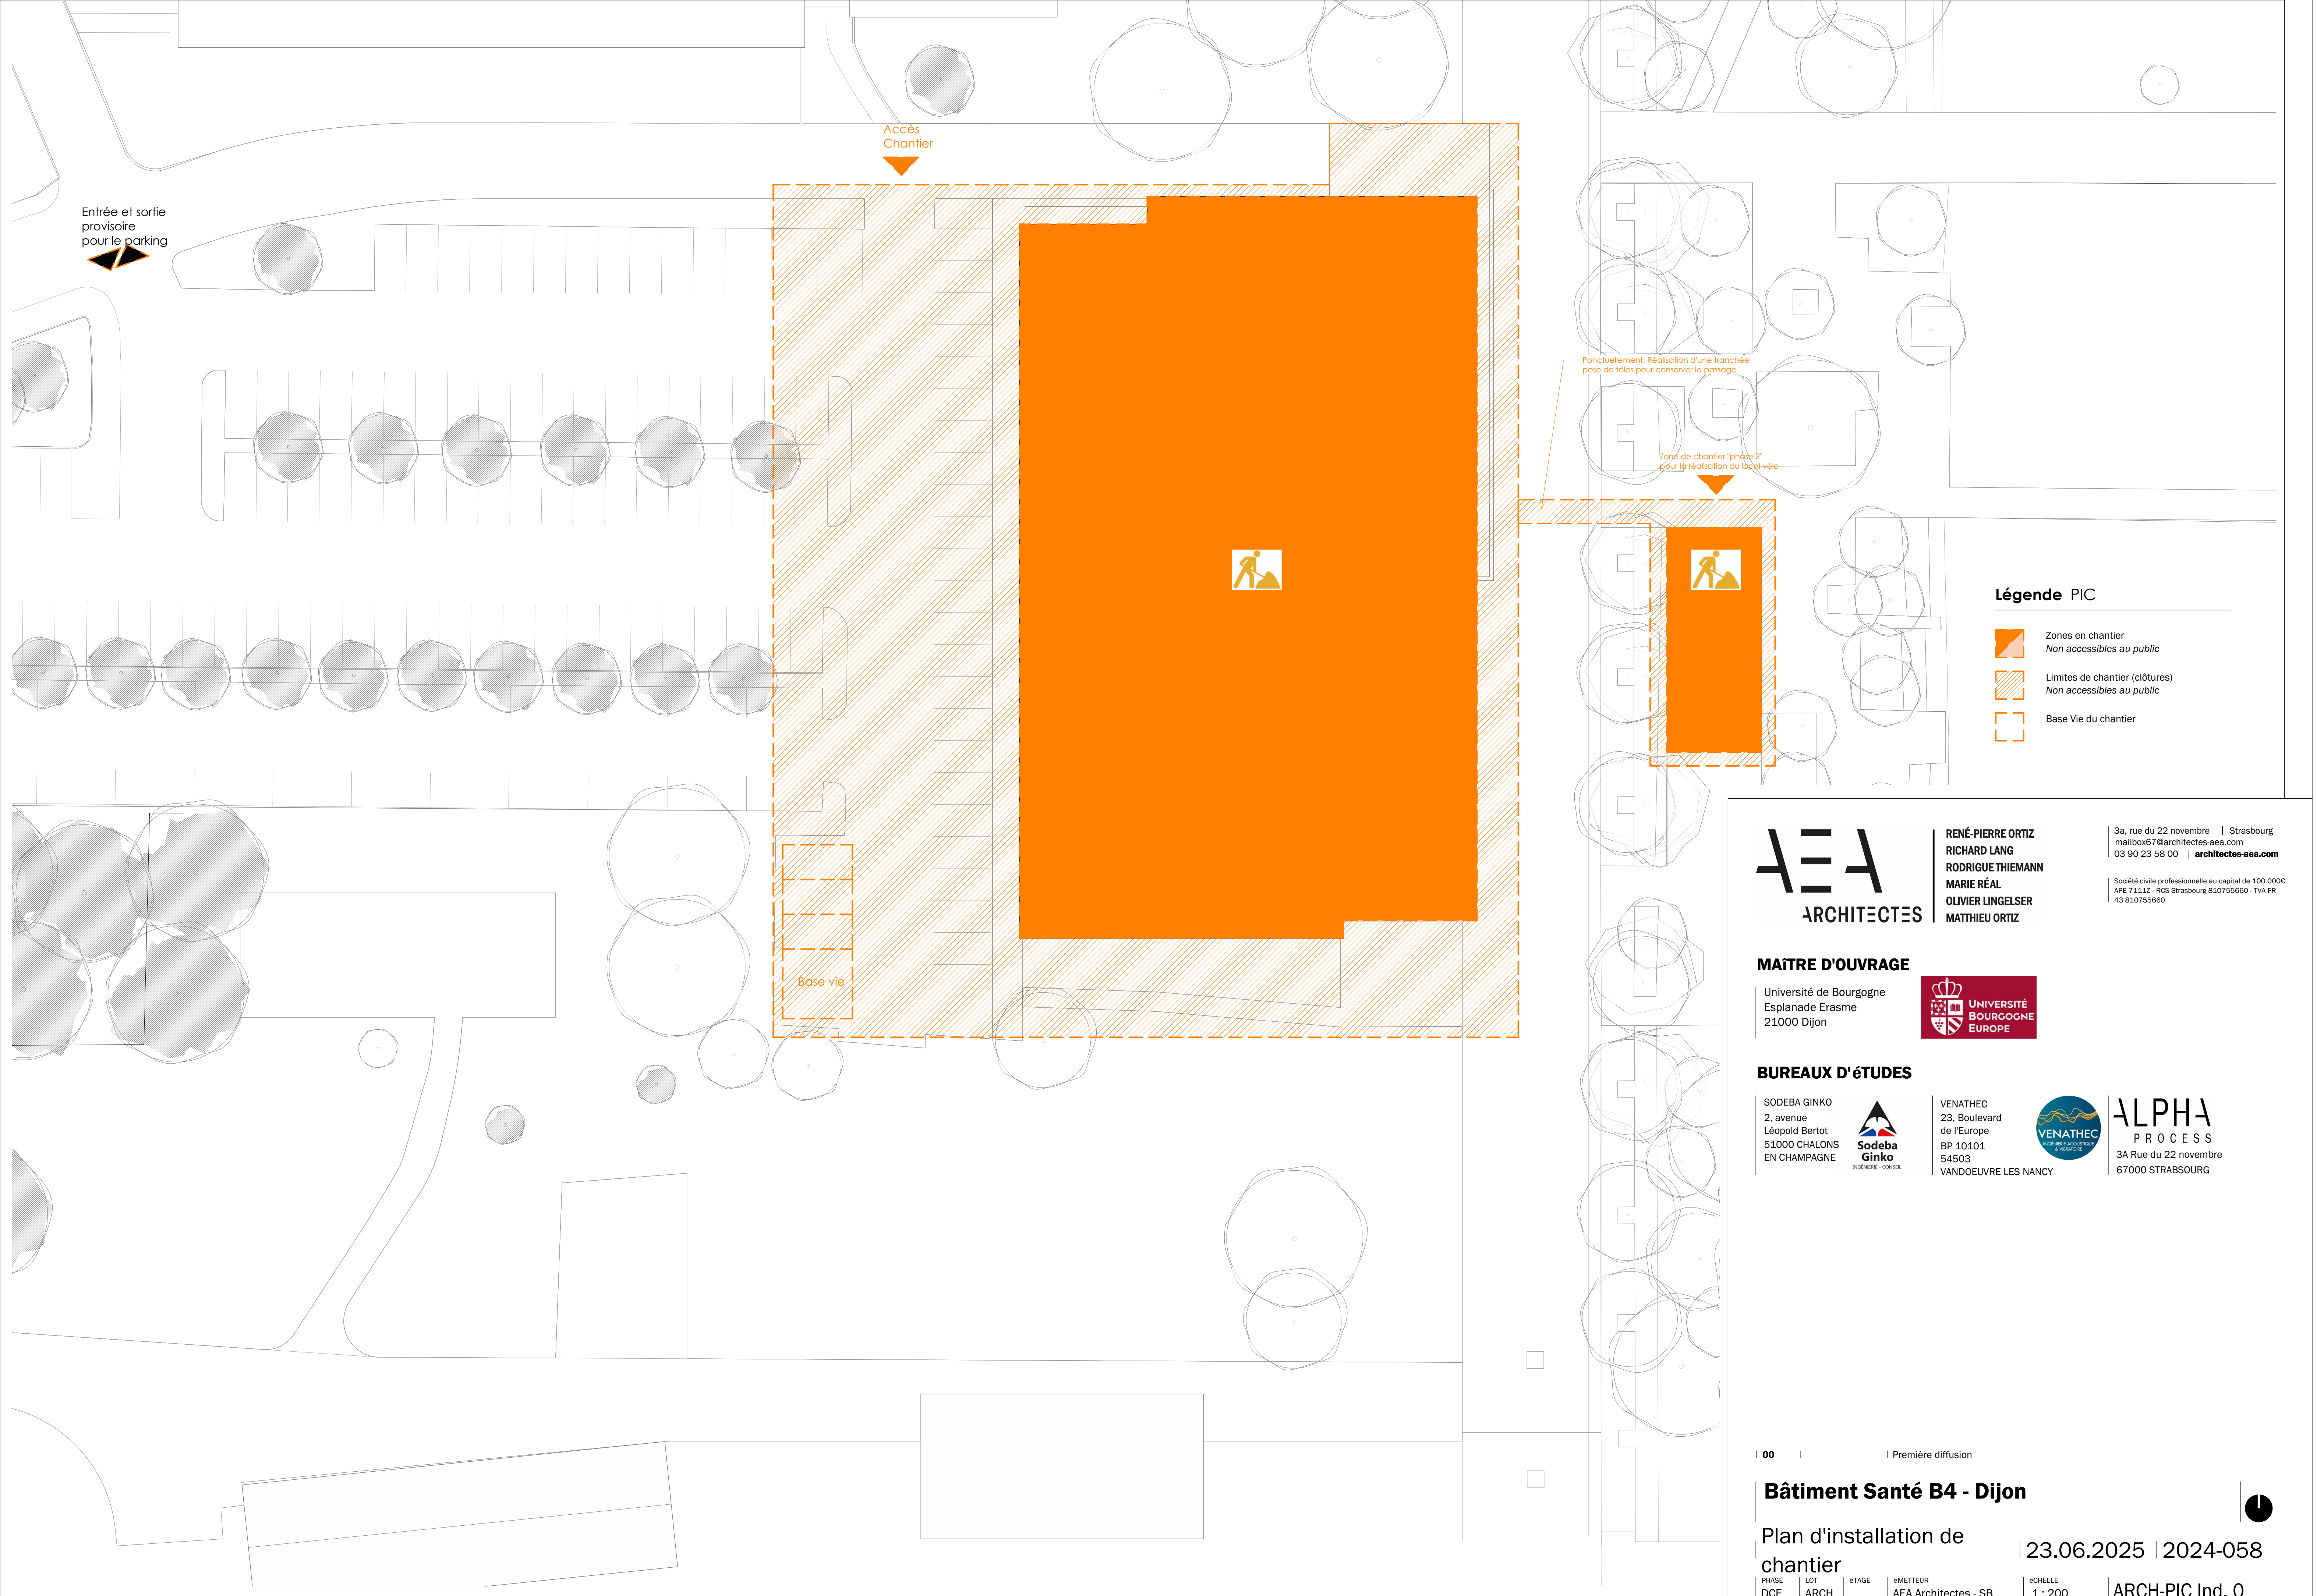 Accès
Chantier
Entrée et sortie
provisoire
pour le parking
Ponctuellement: Réalisation d'une tranchée
pose de tôles pour conserver le passage
Zone de chantier "phase 2"
pour la réalisation du local vélo
Base vie
Légende PIC
Zones en chantier
Non accessibles au public
Limites de chantier (clôtures)
Non accessibles au public
Base Vie du chantier
AEA
ARCHITECTES
RENÉ-PIERRE ORTIZ
RICHARD LANG
RODRIGUE THIEMANN
MARIE RÉAL
OLIVIER LINGELSER
MATTHIEU ORTIZ
3a, rue du 22 novembre | Strasbourg
mailbox67@architectes-aea.com
03 90 23 58 00 | architectes-aea.com
Société civile professionnelle au capital de 100 000€
APE 7111Z - RCS Strasbourg 810755660 - TVA FR
43 810755660
MAîTRE D'OUVRAGE
Université de Bourgogne
Esplanade Erasme
21000 Dijon
UNIVERSITÉ
BOURGOGNE
EUROPE
BUREAUX D'éTUDES
SODEBA GINKO
2, avenue
Léopold Bertot
51000 CHALONS
EN CHAMPAGNE
Sodeba
Ginko
INGÉNIERIE - CONSEIL
VENATHEC
23, Boulevard
de l'Europe
BP 10101
54503
VANDOEUVRE LES NANCY
VENATHEC
INGÉNIERIE ACOUSTIQUE
& VIBRATOIRE
ALPHA
PROCESS
3A Rue du 22 novembre
67000 STRABSOURG
00 Première diffusion
Bâtiment Santé B4 - Dijon
Plan d'installation de
chantier
23.06.2025 2024-058
PHASE LOT éTAGE éMETTEUR éCHELLE
DCE ARCH AEA Architectes - SB 1 : 200 ARCH-PIC Ind. 0